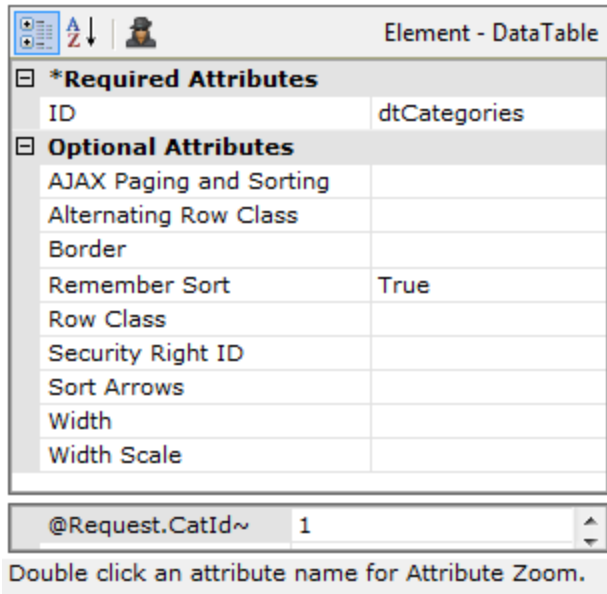 Element - DataTable
*Required Attributes
ID dtCategories
Optional Attributes
AJAX Paging and Sorting
Alternating Row Class
Border
Remember Sort True
Row Class
Security Right ID
Sort Arrows
Width
Width Scale
@Request.CatId~ 1
Double click an attribute name for Attribute Zoom.